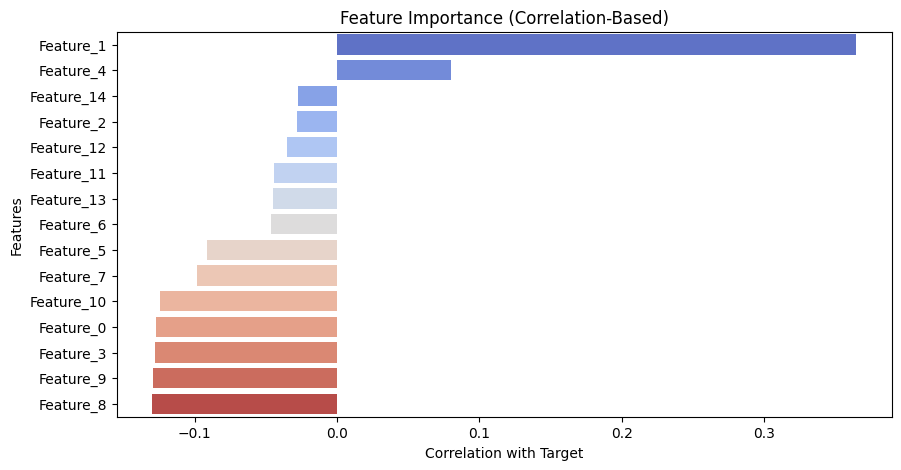 Feature Importance (Correlation-Based)
Features
Feature_1
Feature_4
Feature_14
Feature_2
Feature_12
Feature_11
Feature_13
Feature_6
Feature_5
Feature_7
Feature_10
Feature_0
Feature_3
Feature_9
Feature_8
−0.1 0.0 0.1 0.2 0.3
Correlation with Target